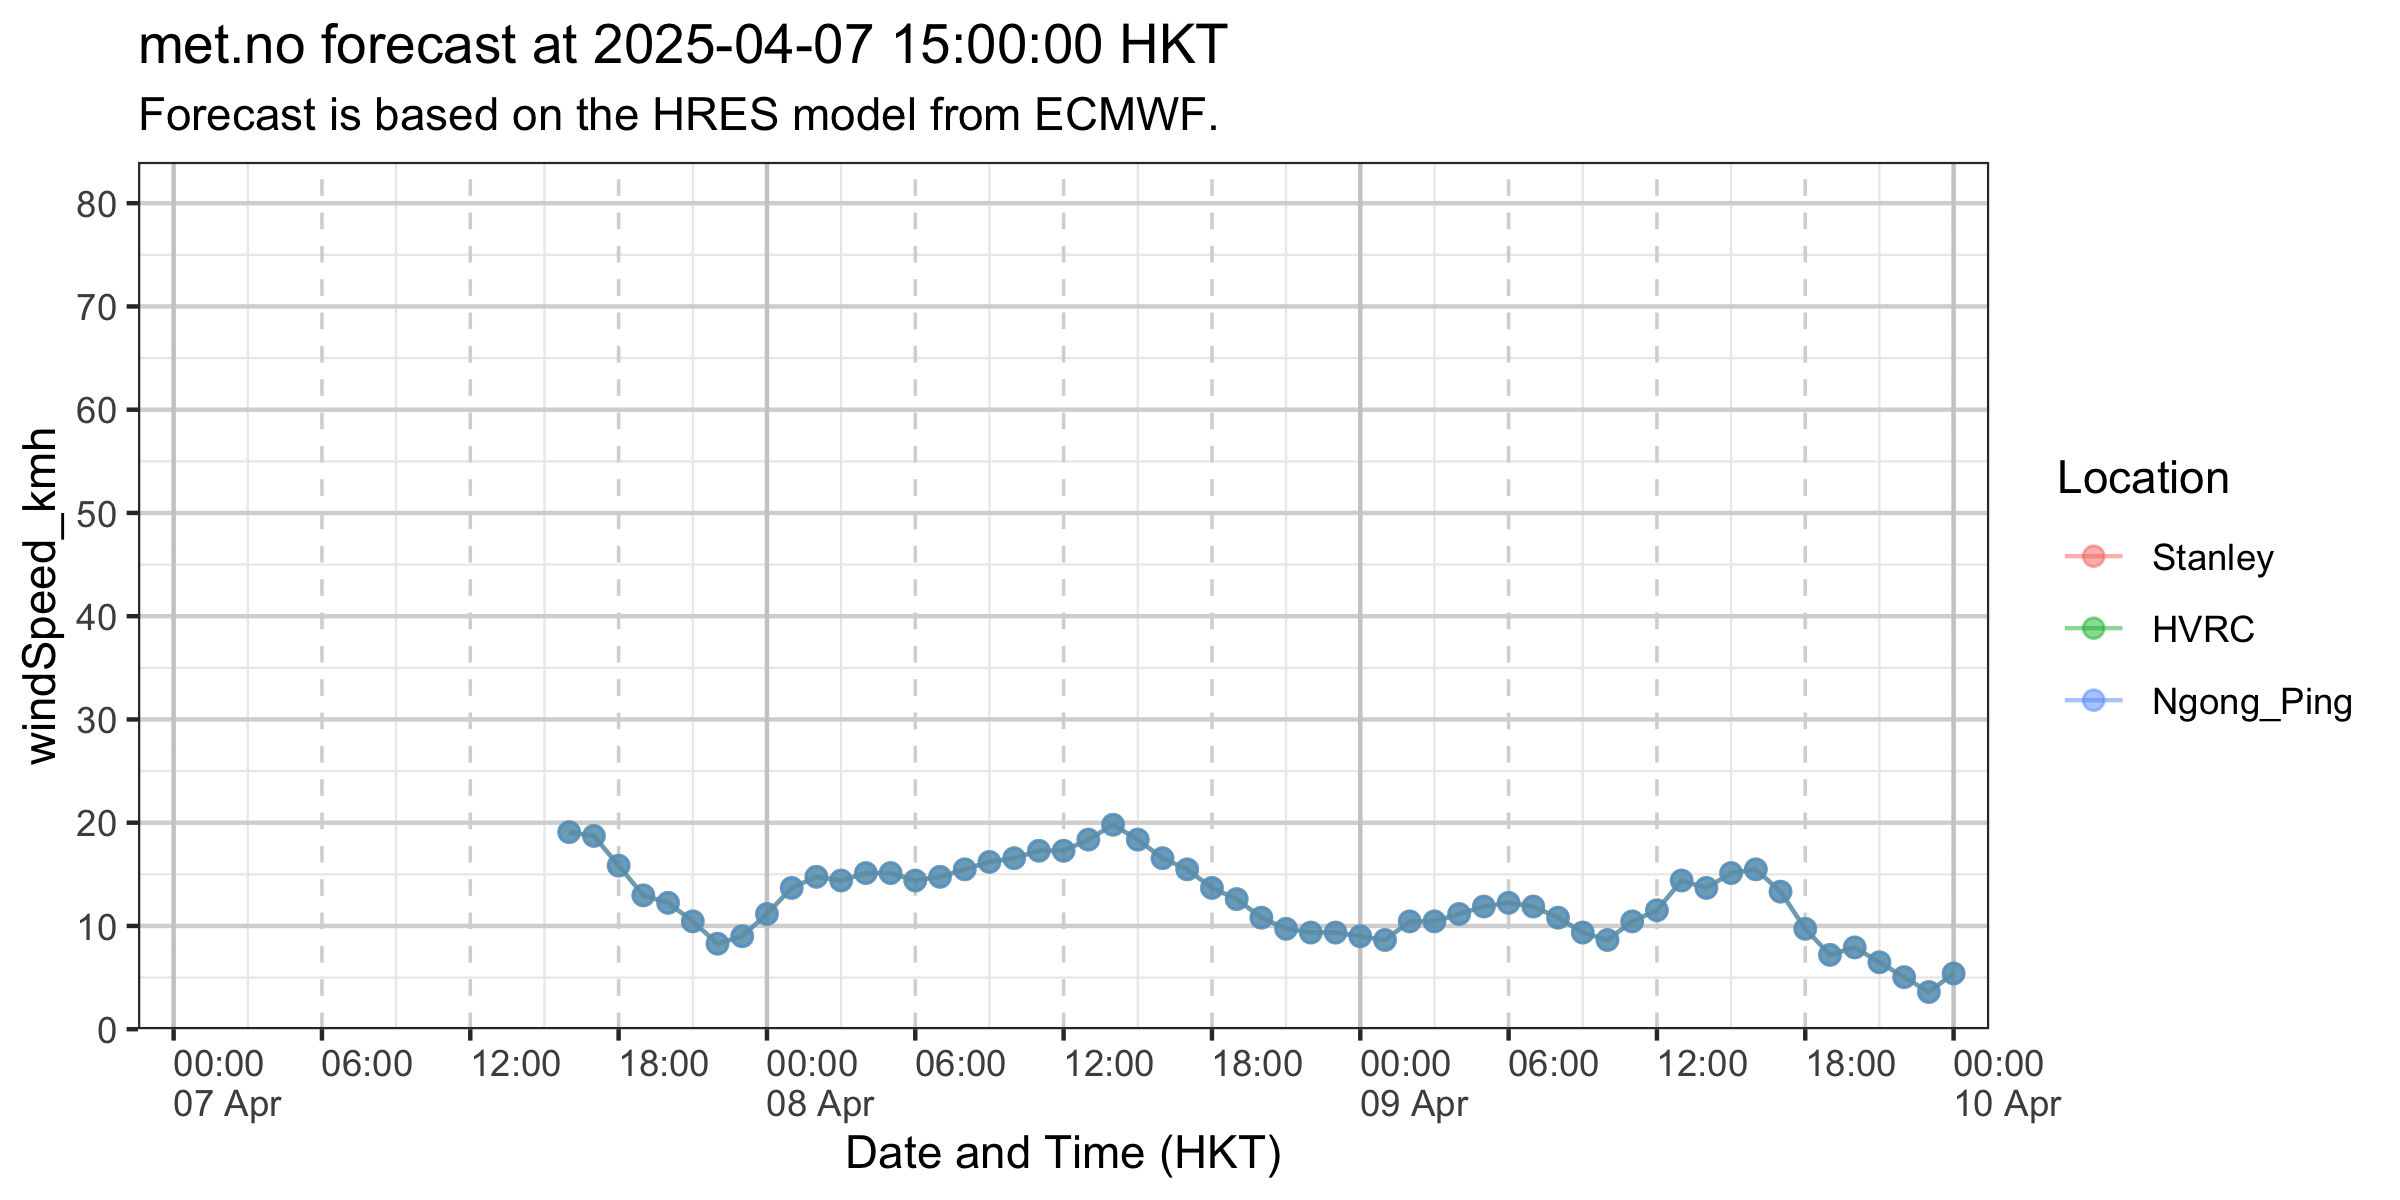 met.no forecast at 2025-04-07 15:00:00 HKT
Forecast is based on the HRES model from ECMWF.
windSpeed_kmh
80
70
60
50
40
30
20
10
0
00:00 06:00 12:00 18:00 00:00 06:00 12:00 18:00 00:00 06:00 12:00 18:00 00:00
07 Apr 08 Apr 09 Apr 10 Apr
Date and Time (HKT)
Location
Stanley
HVRC
Ngong_Ping